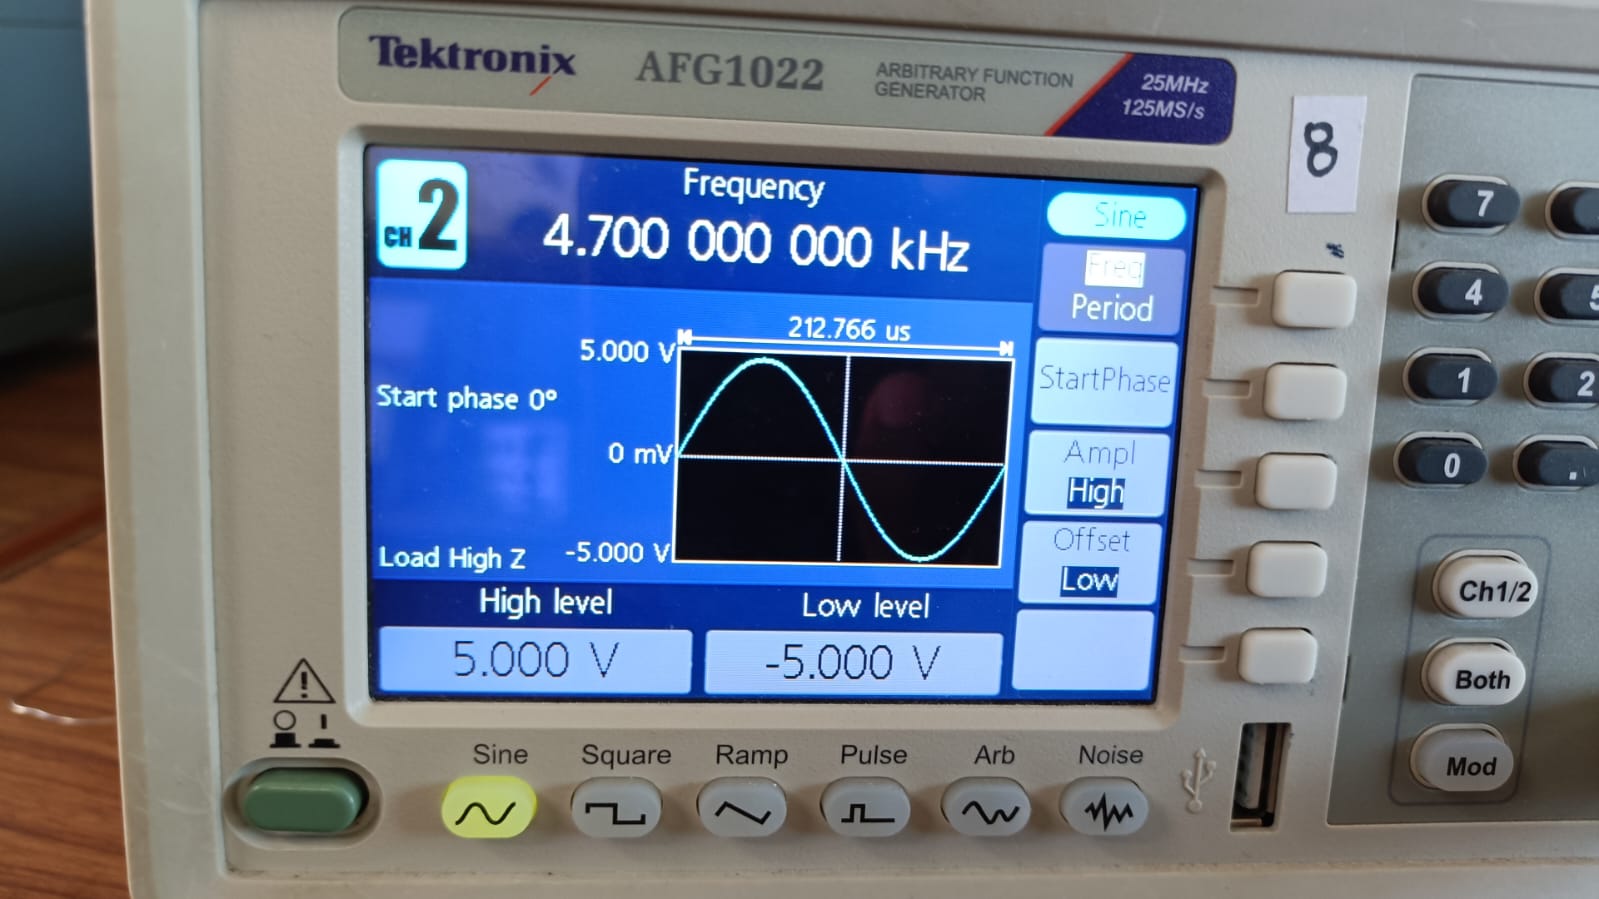 Tektronix AFG1022 ARBITRARY FUNCTION GENERATOR 25MHz 125MS/s
8
CH 2
Frequency
4.700 000 000 kHz
Sine
Freq
Period
212.766 us
5.000 V
Start phase 0°
StartPhase
0 mV
Ampl
High
Load High Z
-5.000 V
Offset
Low
High level
Low level
5.000 V
-5.000 V
Sine
Square
Ramp
Pulse
Arb
Noise
7
4
5
1
2
0
.
Ch1/2
Both
Mod